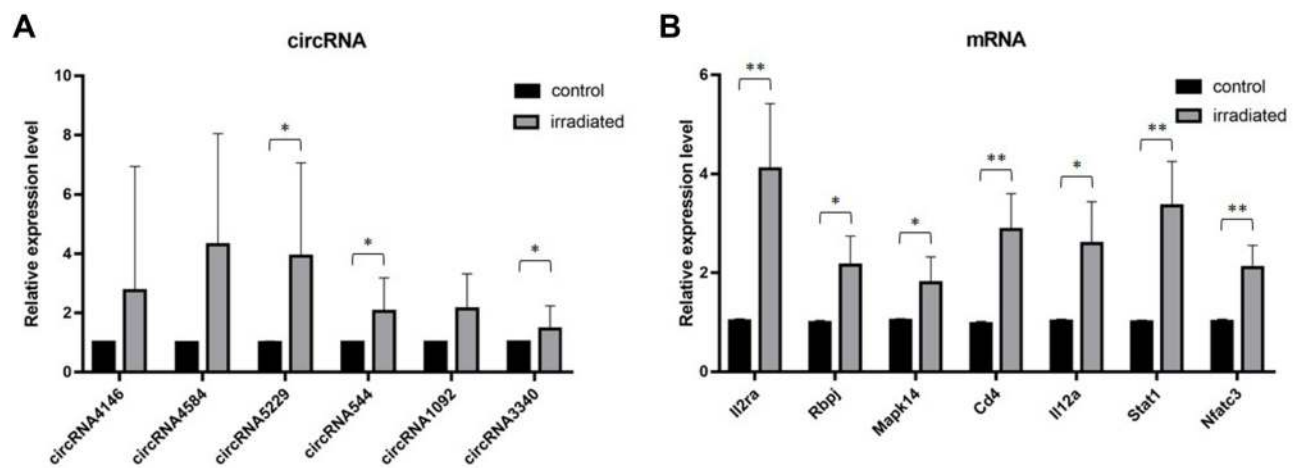 A
circRNA
Relative expression level
10
8
6
4
2
0
control
irradiated
*
*
*
circRNA4146
circRNA4584
circRNA5229
circRNA544
circRNA1092
circRNA3340
B
mRNA
Relative expression level
6
4
2
0
control
irradiated
**
*
*
**
*
**
**
Il2ra
Rbpj
Mapk14
Cd4
Il12a
Stat1
Nfatc3